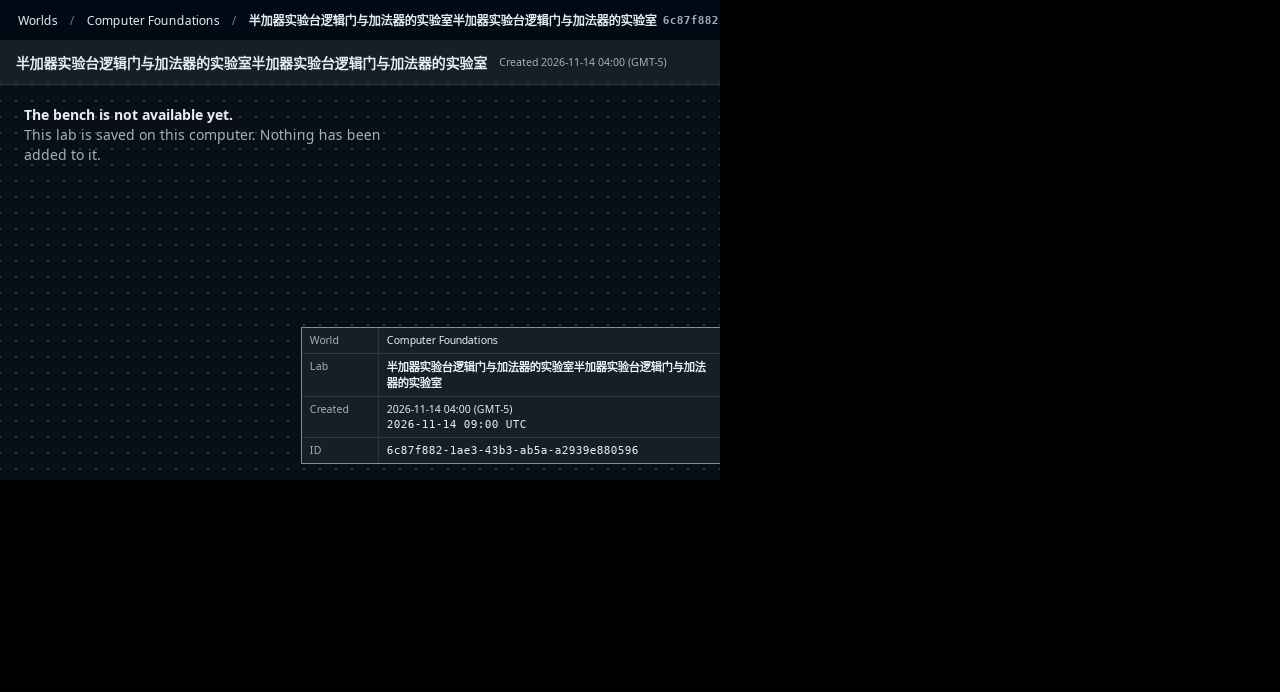 Worlds / Computer Foundations / 半加器实验台逻辑门与加法器的实验室半加器实验台逻辑门与加法器的实验室 6c87f882
半加器实验台逻辑门与加法器的实验室半加器实验台逻辑门与加法器的实验室 Created 2026-11-14 04:00 (GMT-5)
The bench is not available yet.
This lab is saved on this computer. Nothing has been
added to it.
World Computer Foundations
Lab 半加器实验台逻辑门与加法器的实验室半加器实验台逻辑门与加法
器的实验室
Created 2026-11-14 04:00 (GMT-5)
2026-11-14 09:00 UTC
ID 6c87f882-1ae3-43b3-ab5a-a2939e880596